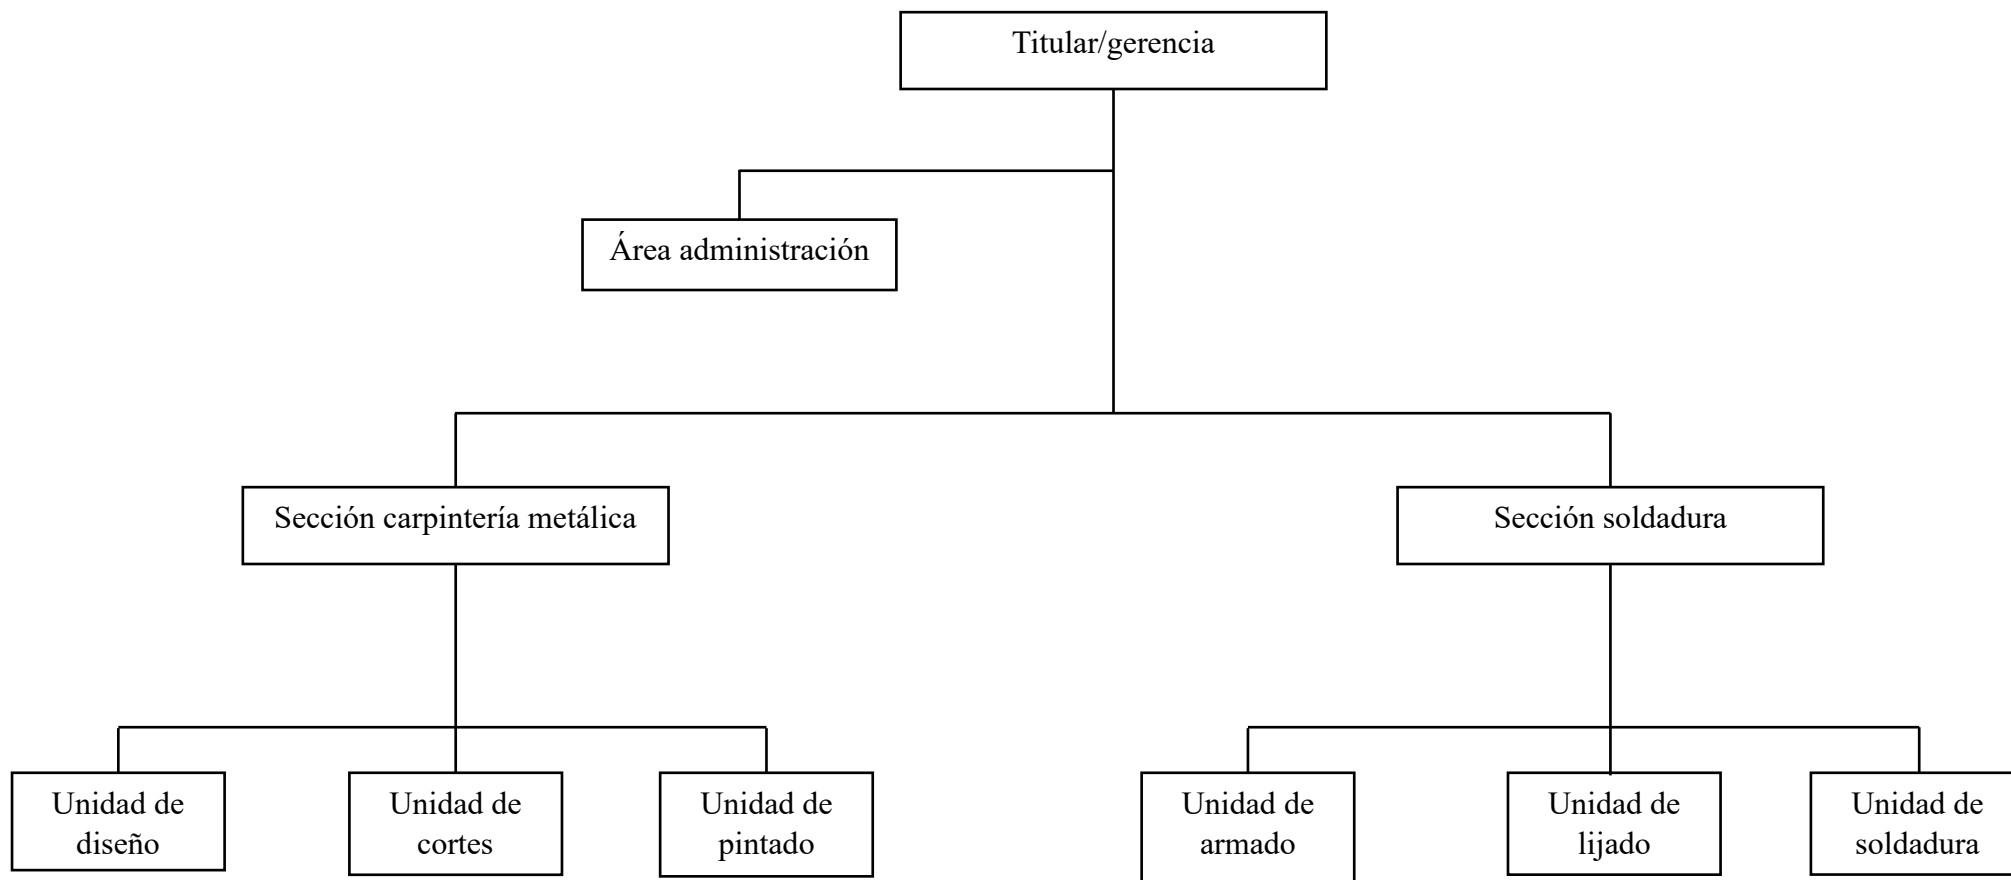 Titular/gerencia
Área administración
Sección carpintería metálica
Sección soldadura
Unidad de
diseño
Unidad de
cortes
Unidad de
pintado
Unidad de
armado
Unidad de
lijado
Unidad de
soldadura